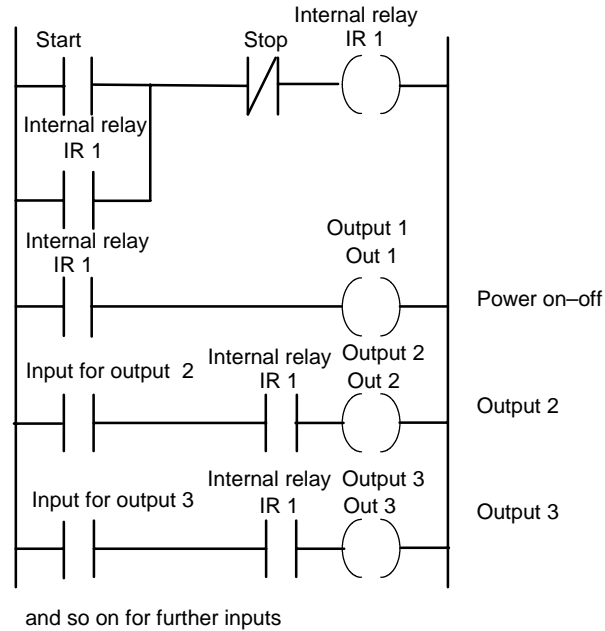 Internal relay
IR 1
Start
Stop
Internal relay
IR 1
Internal relay
IR 1
Output 1
Out 1
Power on–off
Input for output 2
Internal relay
IR 1
Output 2
Out 2
Output 2
Input for output 3
Internal relay
IR 1
Output 3
Out 3
Output 3
and so on for further inputs